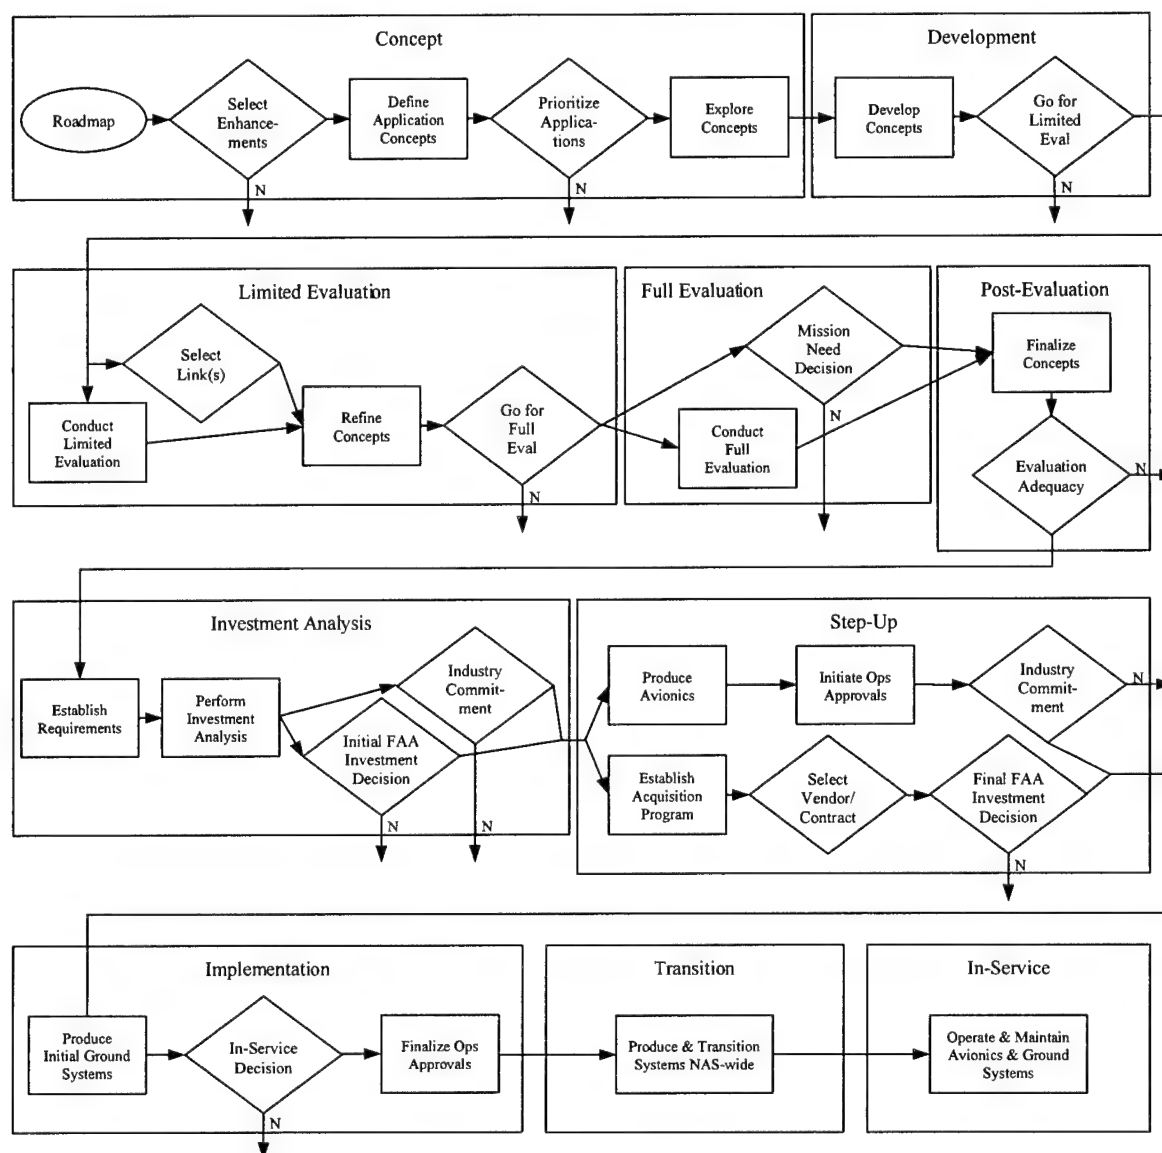 Concept
Development
Roadmap
Select
Enhance-
ments
Define
Application
Concepts
Prioritize
Applica-
tions
Explore
Concepts
Develop
Concepts
Go for
Limited
Eval
N
N
N
Limited Evaluation
Full Evaluation
Post-Evaluation
Select
Link(s)
Conduct
Limited
Evaluation
Refine
Concepts
Go for
Full
Eval
N
Mission
Need
Decision
N
Conduct
Full
Evaluation
Finalize
Concepts
Evaluation
Adequacy
N
Investment Analysis
Step-Up
Establish
Requirements
Perform
Investment
Analysis
Industry
Commit-
ment
Initial FAA
Investment
Decision
N
N
Produce
Avionics
Initiate Ops
Approvals
Industry
Commit-
ment
N
Establish
Acquisition
Program
Select
Vendor/
Contract
Final FAA
Investment
Decision
N
Implementation
Transition
In-Service
Produce
Initial Ground
Systems
In-Service
Decision
N
Finalize Ops
Approvals
Produce & Transition
Systems NAS-wide
Operate & Maintain
Avionics & Ground
Systems